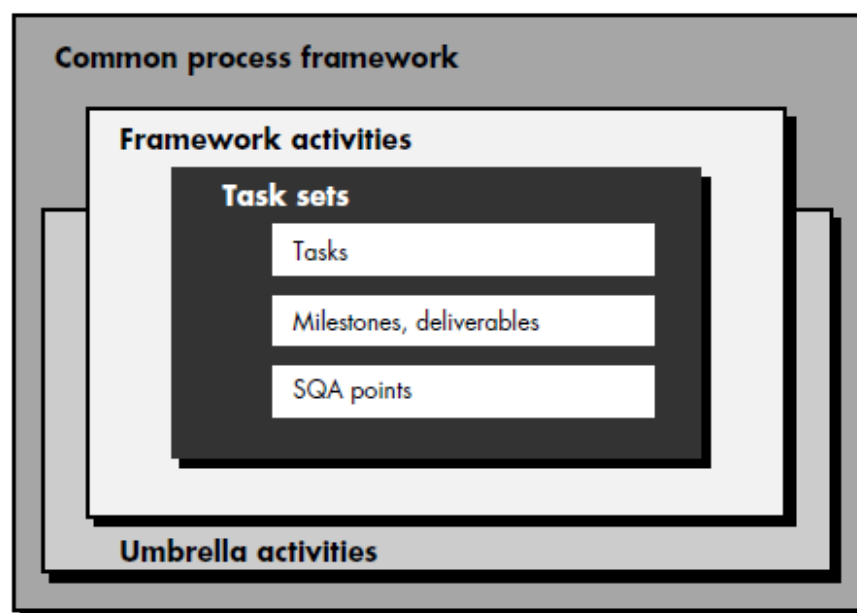 Common process framework
Framework activities
Task sets
Tasks
Milestones, deliverables
SQA points
Umbrella activities